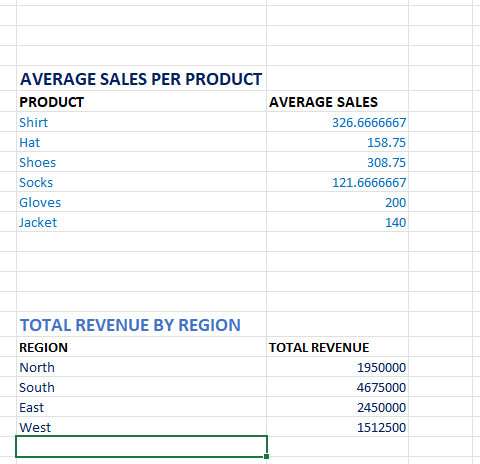 AVERAGE SALES PER PRODUCT
PRODUCT AVERAGE SALES
Shirt 326.6666667
Hat 158.75
Shoes 308.75
Socks 121.6666667
Gloves 200
Jacket 140
TOTAL REVENUE BY REGION
REGION TOTAL REVENUE
North 1950000
South 4675000
East 2450000
West 1512500